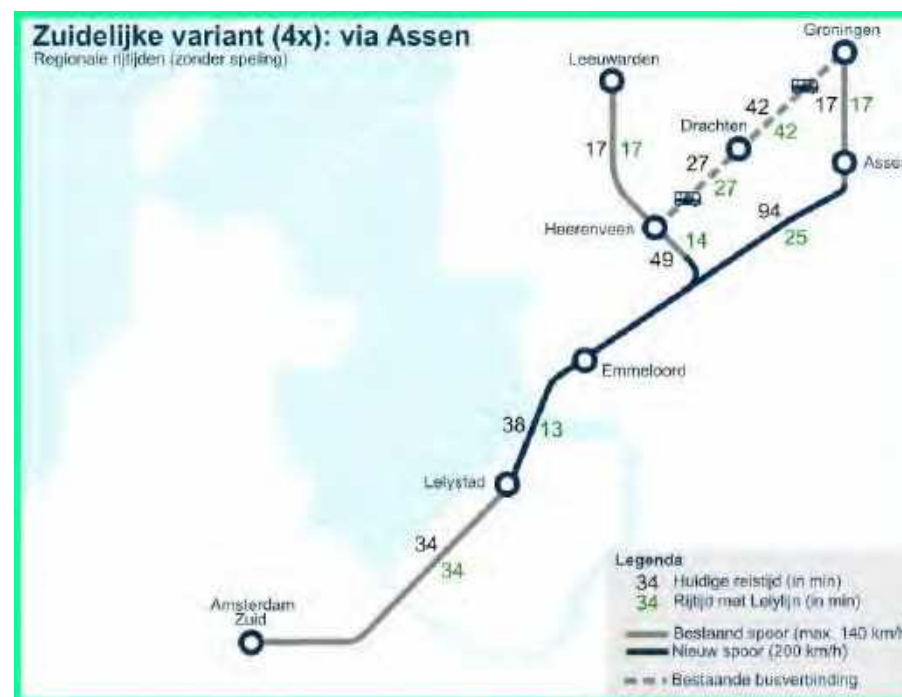 Zuidelijke variant (4x): via Assen
Regionale rijtijden (zonder speling)
Groningen
Leeuwarden
42
17
17
Drachten
42
17
17
27
Assen
27
94
Heerenveen
14
25
49
Emmeloord
38
13
Lelystad
34
34
Legenda
34 Huidige reistijd (in min)
34 Rijtijd met Lelylijn (in min)
Amsterdam
Zuid
Bestaand spoor (max. 140 km/h
Nieuw spoor (200 km/h)
Bestaande busverbinding